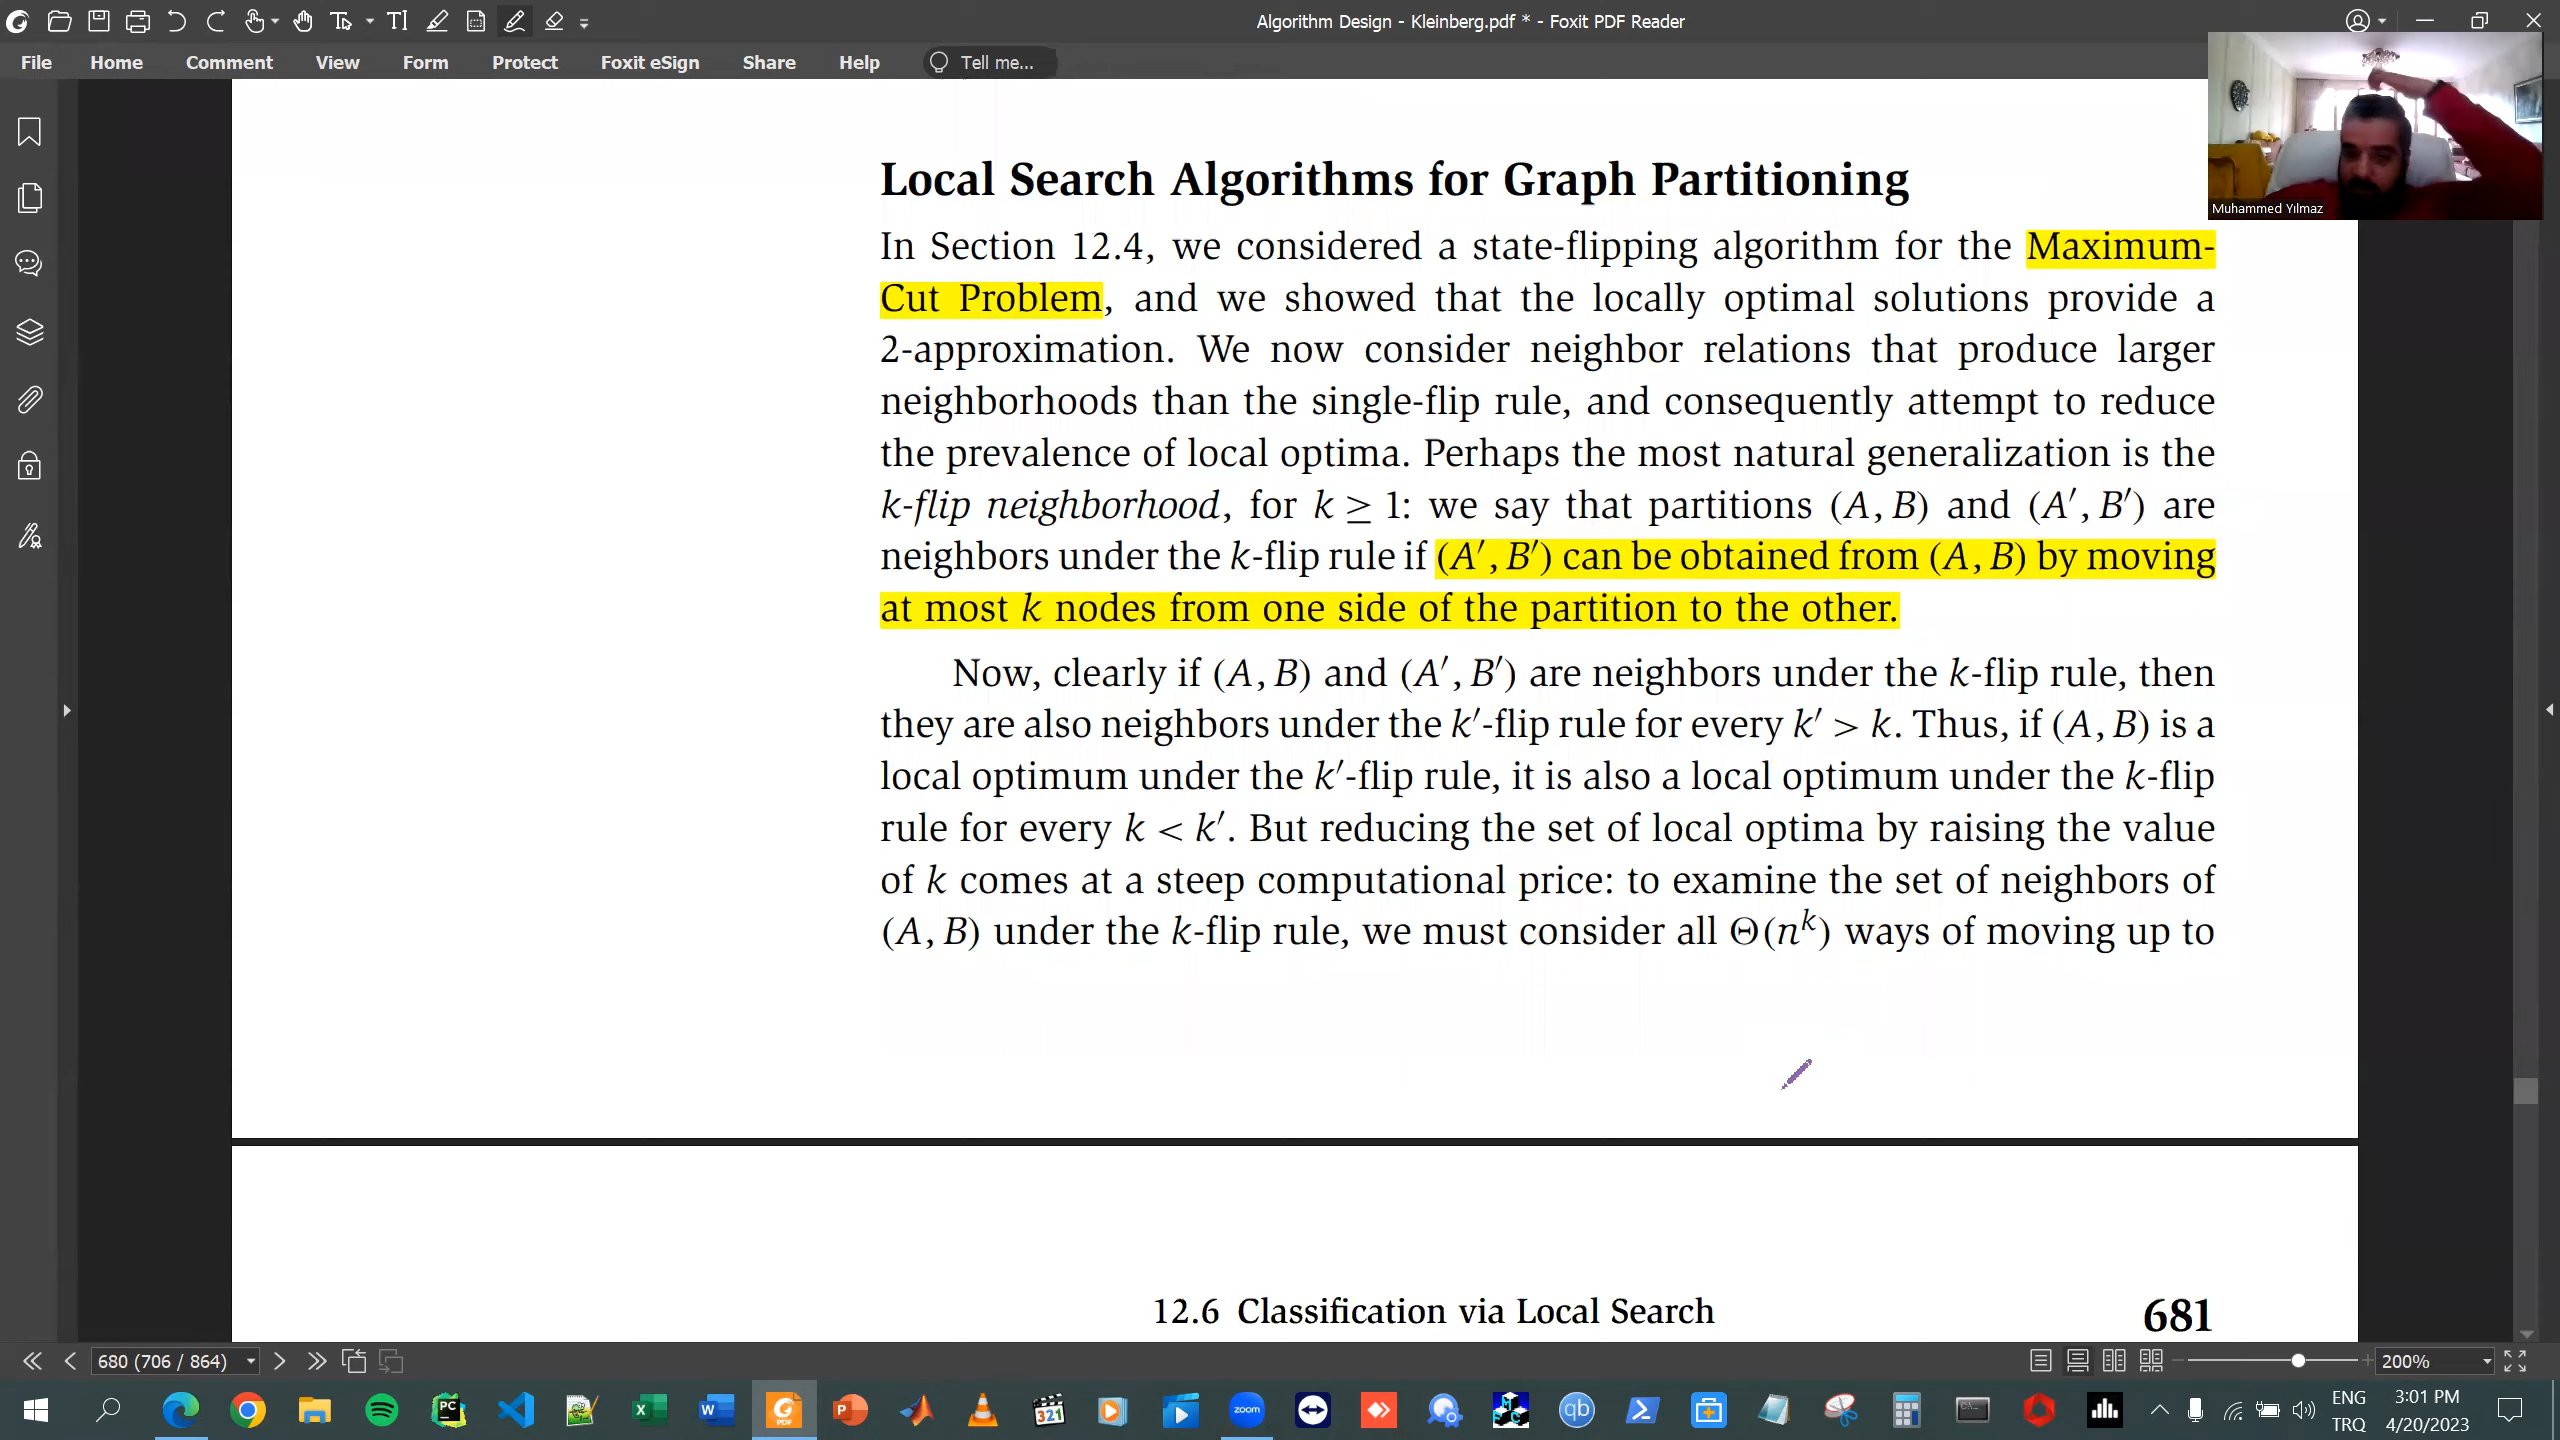 Algorithm Design - Kleinberg.pdf * - Foxit PDF Reader
File Home Comment View Form Protect Foxit eSign Share Help Tell me...
Muhammed Yılmaz
Local Search Algorithms for Graph Partitioning
In Section 12.4, we considered a state-flipping algorithm for the Maximum-
Cut Problem, and we showed that the locally optimal solutions provide a
2-approximation. We now consider neighbor relations that produce larger
neighborhoods than the single-flip rule, and consequently attempt to reduce
the prevalence of local optima. Perhaps the most natural generalization is the
k-flip neighborhood, for k ≥ 1: we say that partitions (A, B) and (A′, B′) are
neighbors under the k-flip rule if (A′, B′) can be obtained from (A, B) by moving
at most k nodes from one side of the partition to the other.
Now, clearly if (A, B) and (A′, B′) are neighbors under the k-flip rule, then
they are also neighbors under the k′-flip rule for every k′ > k. Thus, if (A, B) is a
local optimum under the k′-flip rule, it is also a local optimum under the k-flip
rule for every k < k′. But reducing the set of local optima by raising the value
of k comes at a steep computational price: to examine the set of neighbors of
(A, B) under the k-flip rule, we must consider all Θ(nᵏ) ways of moving up to
12.6 Classification via Local Search 681
680 (706 / 864) 200%
PC X W PDF P 321 zoom qb
ENG 3:01 PM
TRQ 4/20/2023